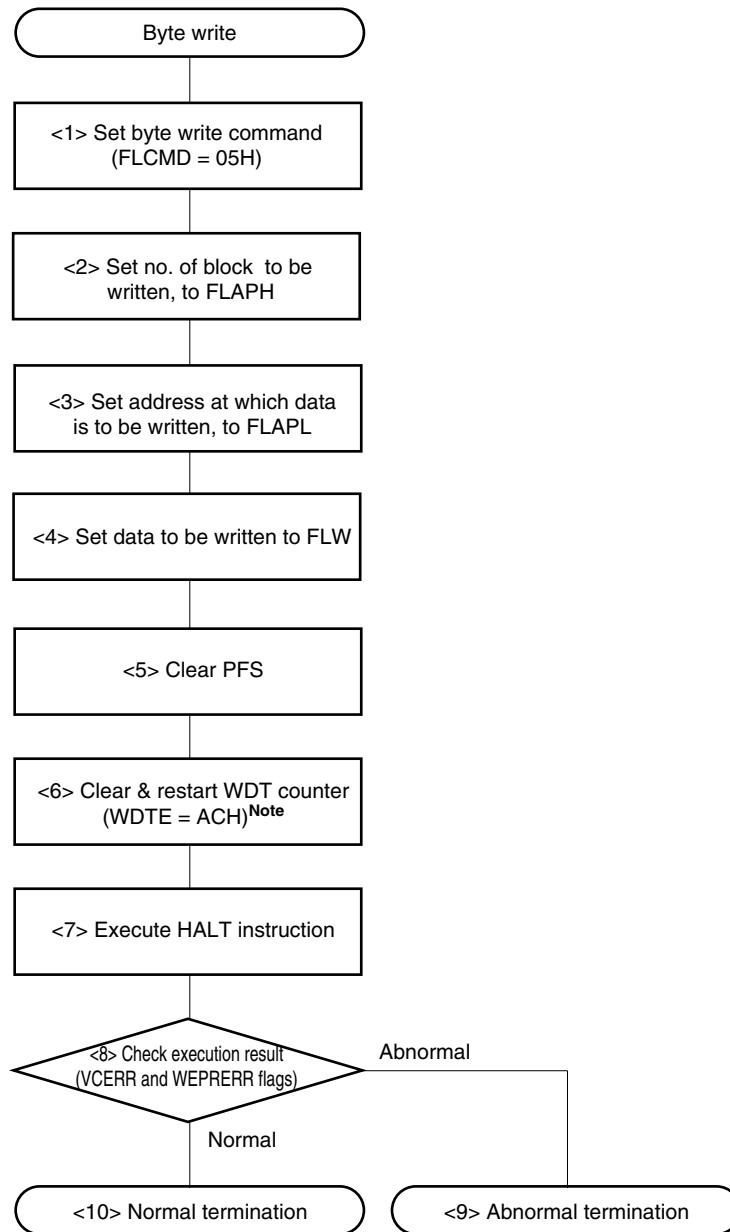 Byte write
<1> Set byte write command
(FLCMD = 05H)
<2> Set no. of block to be
written, to FLAPH
<3> Set address at which data
is to be written, to FLAPL
<4> Set data to be written to FLW
<5> Clear PFS
<6> Clear & restart WDT counter
(WDTE = ACH)Note
<7> Execute HALT instruction
<8> Check execution result
(VCERR and WEPRERR flags)
Abnormal
Normal
<10> Normal termination
<9> Abnormal termination